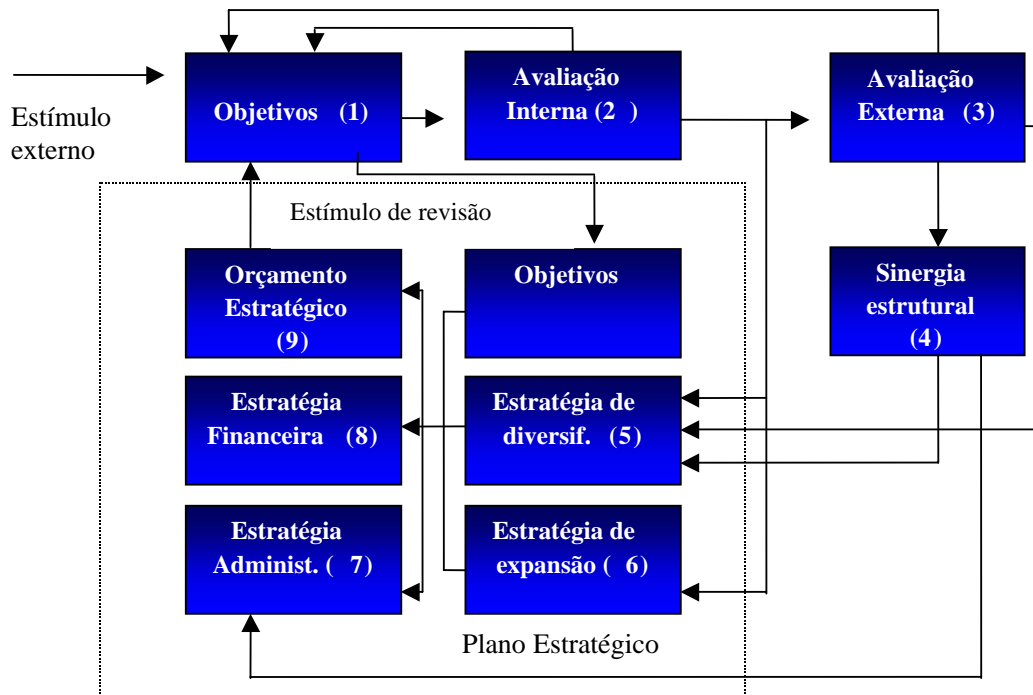 Estímulo
externo
Objetivos (1)
Avaliação
Interna (2 )
Avaliação
Externa (3)
Estímulo de revisão
Orçamento
Estratégico
(9)
Objetivos
Sinergia
estrutural
(4)
Estratégia
Financeira (8)
Estratégia de
diversif. (5)
Estratégia
Administ. ( 7)
Estratégia de
expansão ( 6)
Plano Estratégico